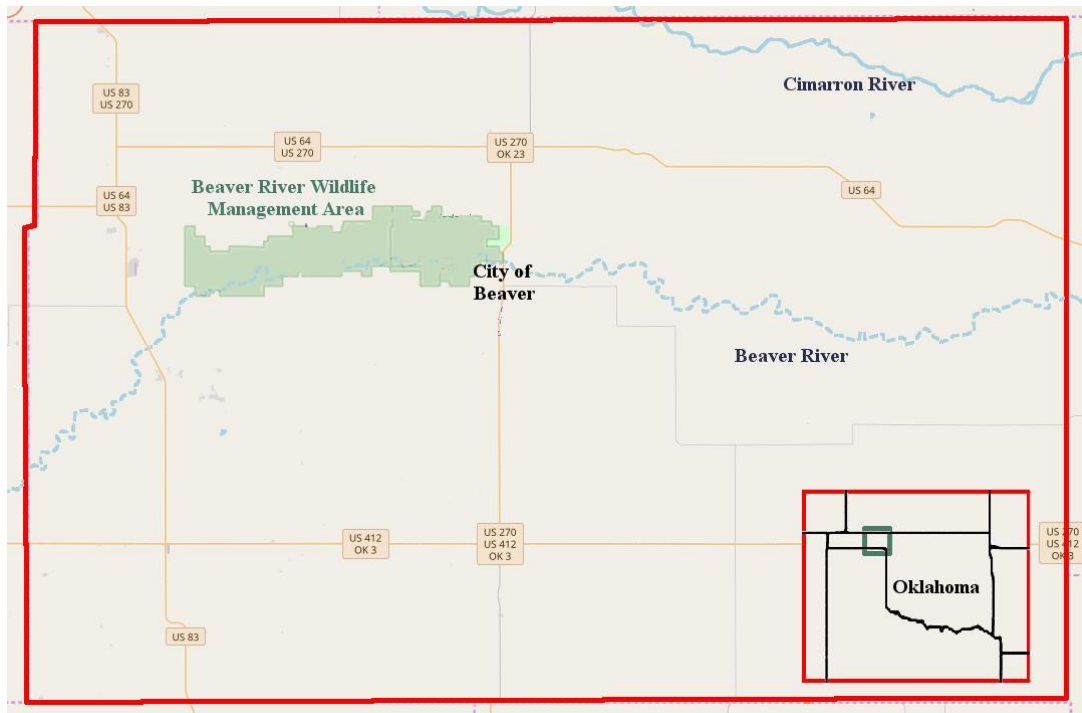 Cimarron River
US 83
US 270
US 64
US 270
US 270
OK 23
US 64
US 64
US 83
Beaver River Wildlife
Management Area
City of
Beaver
Beaver River
US 412
OK 3
US 270
US 412
OK 3
US 270
US 412
OK 3
Oklahoma
US 83